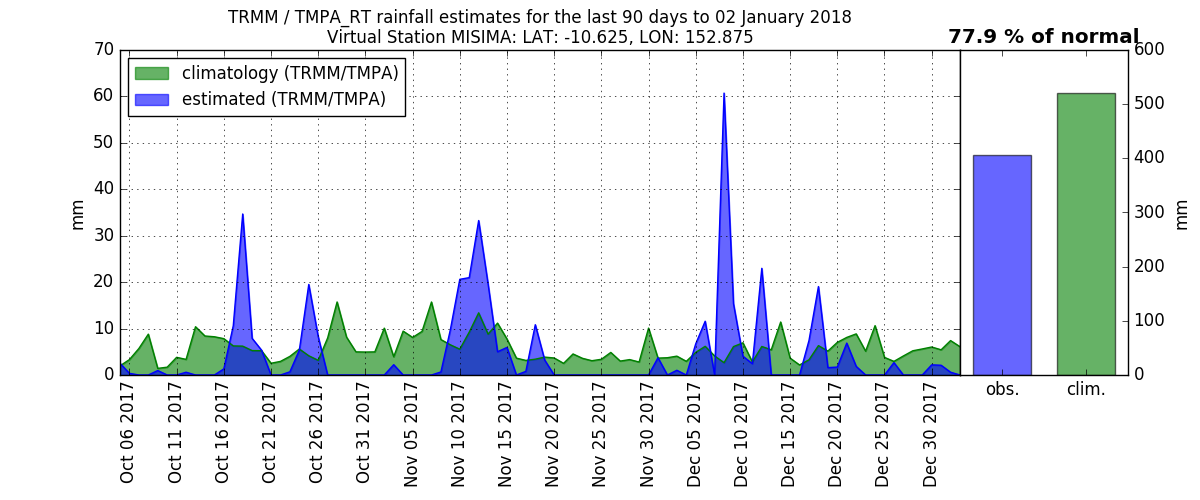 TRMM / TMPA_RT rainfall estimates for the last 90 days to 02 January 2018
Virtual Station MISIMA: LAT: -10.625, LON: 152.875
77.9 % of normal
climatology (TRMM/TMPA)
estimated (TRMM/TMPA)
mm
70
60
50
40
30
20
10
0
Oct 06 2017
Oct 11 2017
Oct 16 2017
Oct 21 2017
Oct 26 2017
Oct 31 2017
Nov 05 2017
Nov 10 2017
Nov 15 2017
Nov 20 2017
Nov 25 2017
Nov 30 2017
Dec 05 2017
Dec 10 2017
Dec 15 2017
Dec 20 2017
Dec 25 2017
Dec 30 2017
obs.
clim.
600
500
400
300
200
100
0
mm